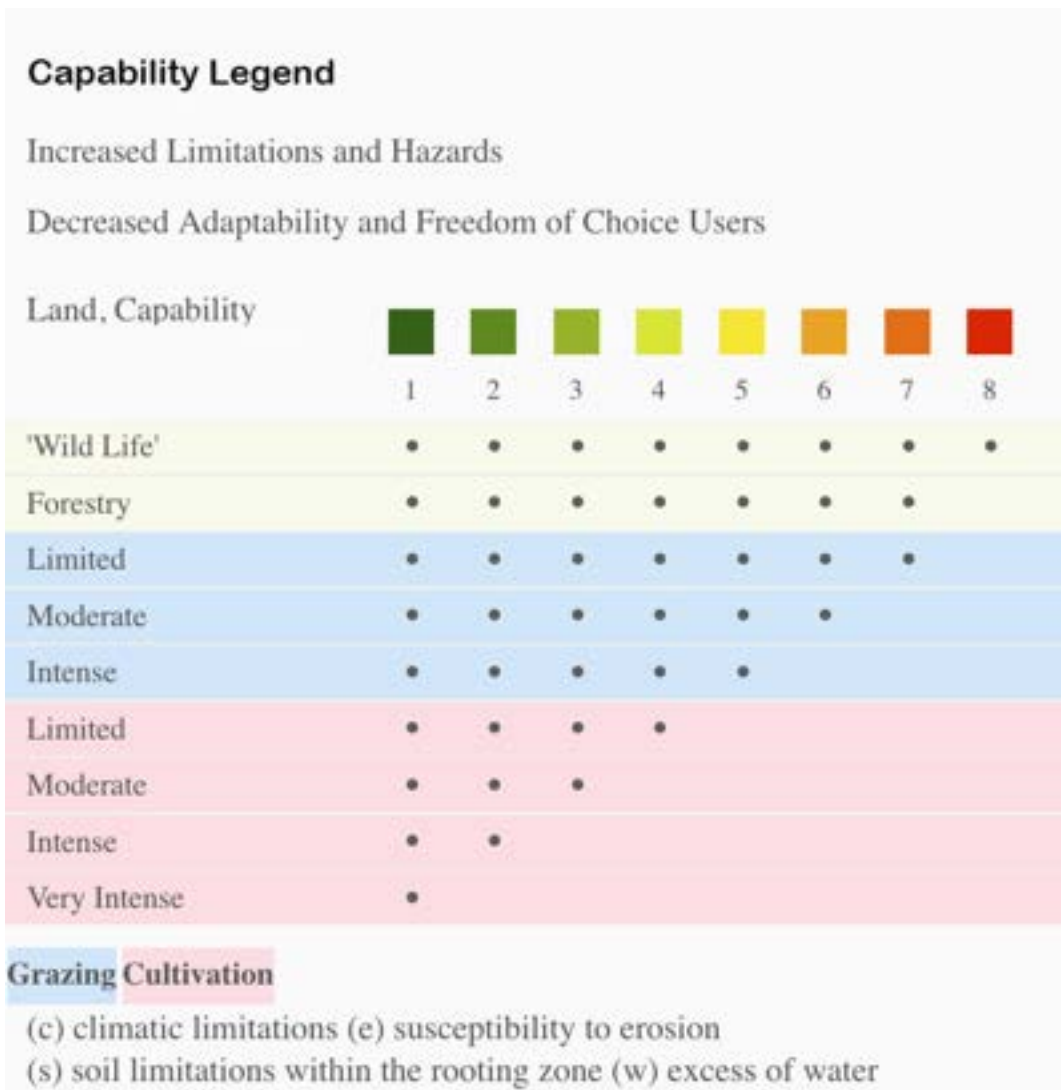 Capability Legend
Increased Limitations and Hazards
Decreased Adaptability and Freedom of Choice Users
Land, Capability
1 2 3 4 5 6 7 8
'Wild Life'
Forestry
Limited
Moderate
Intense
Limited
Moderate
Intense
Very Intense
Grazing Cultivation
(c) climatic limitations (e) susceptibility to erosion
(s) soil limitations within the rooting zone (w) excess of water